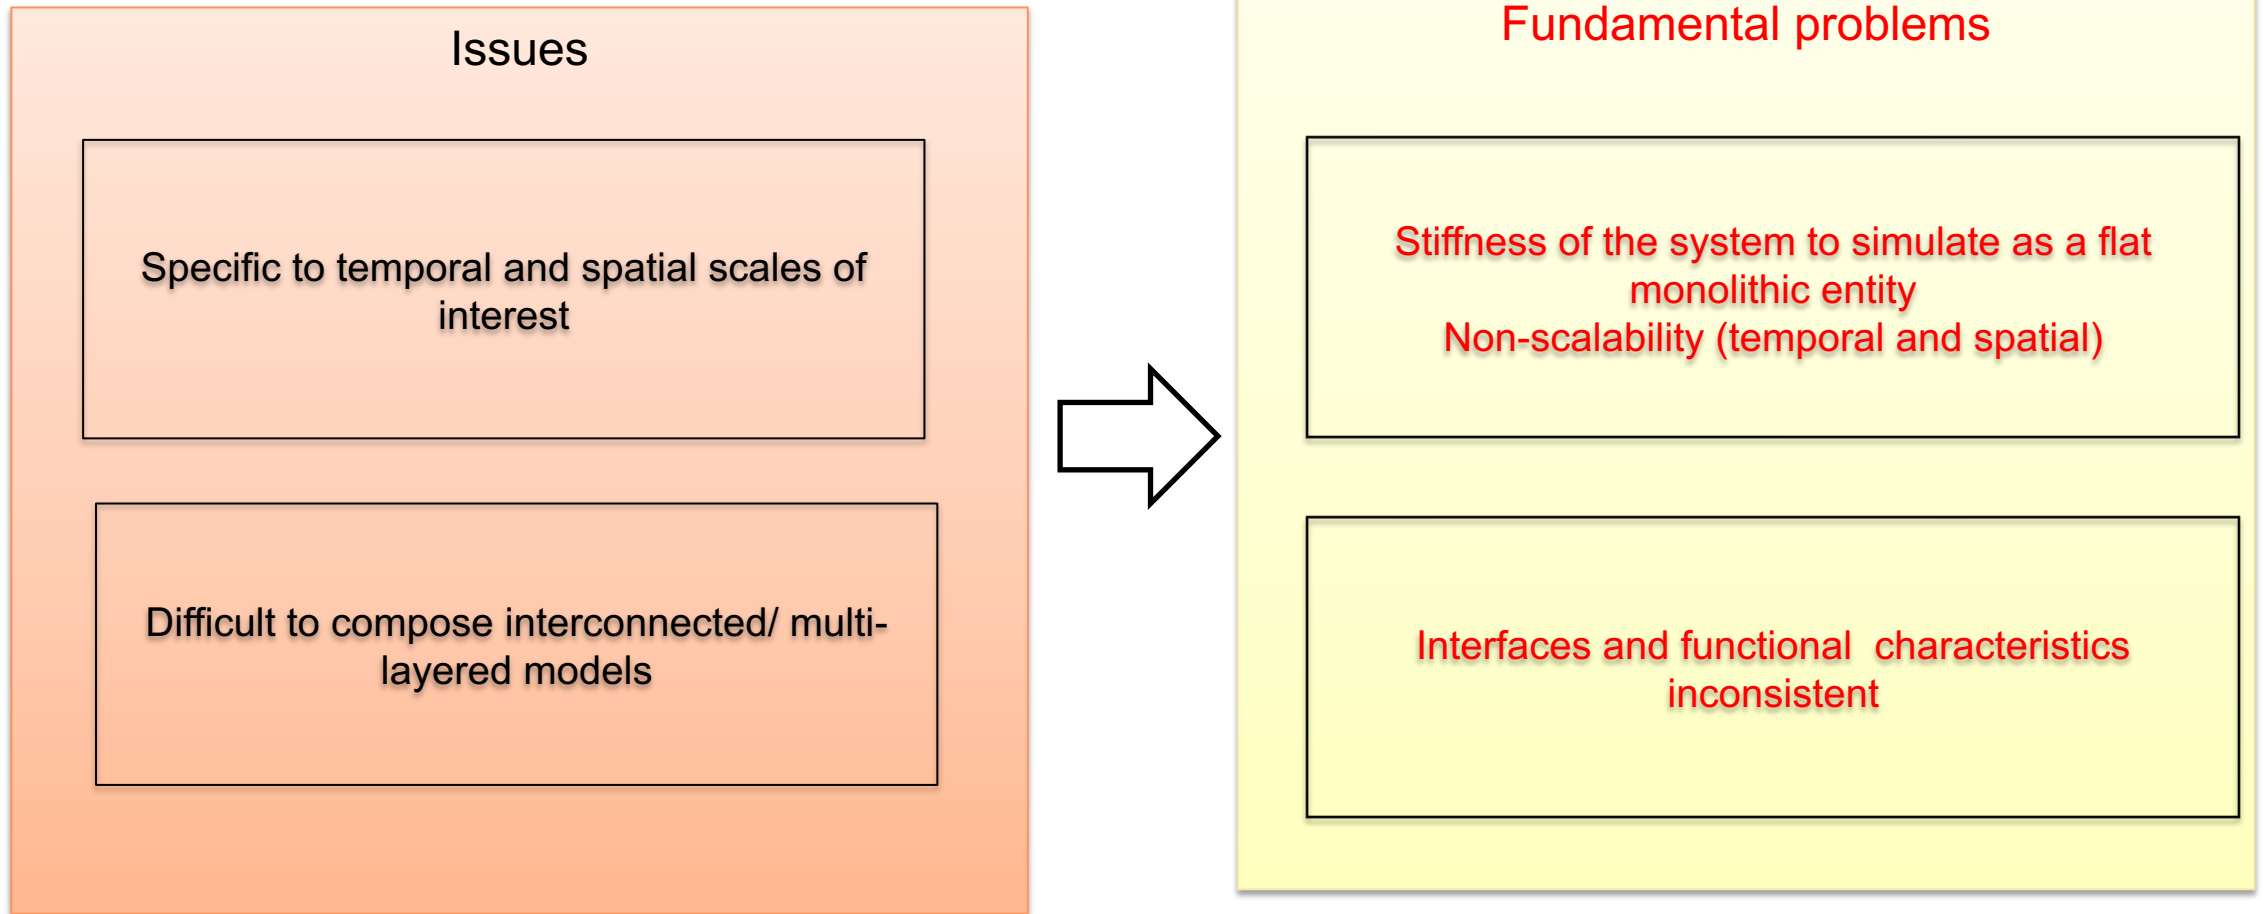 Issues
Specific to temporal and spatial scales of
interest
Difficult to compose interconnected/ multi-
layered models
Fundamental problems
Stiffness of the system to simulate as a flat
monolithic entity
Non-scalability (temporal and spatial)
Interfaces and functional  characteristics
inconsistent